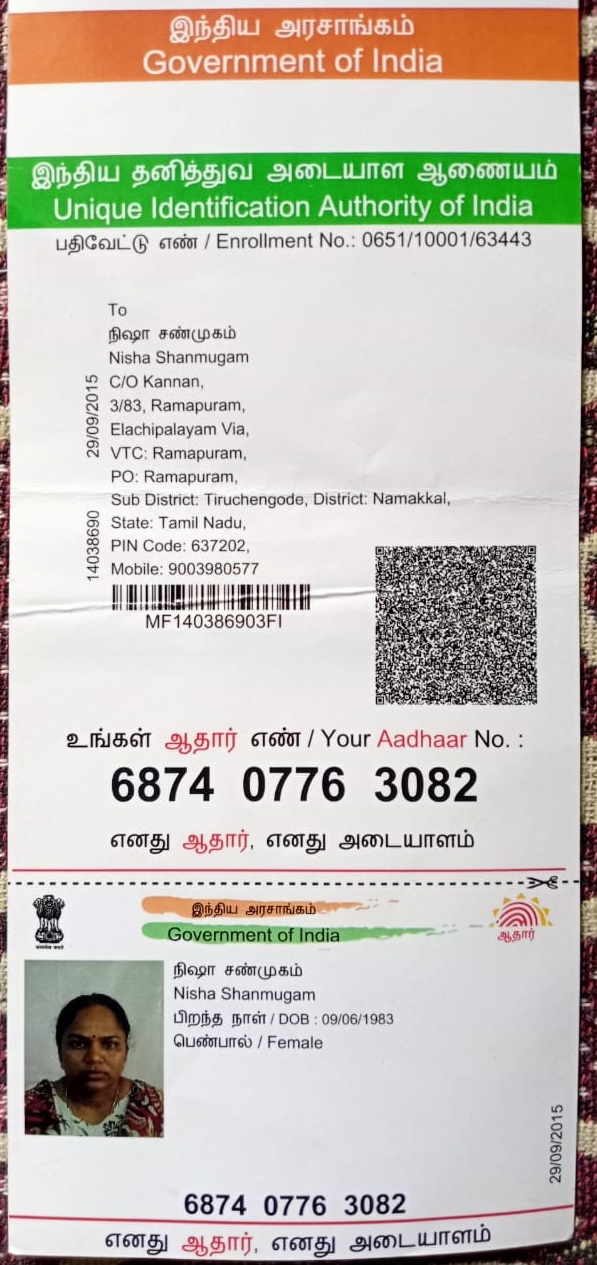 இந்திய அரசாங்கம்
Government of India
இந்திய தனித்துவ அடையாள ஆணையம்
Unique Identification Authority of India
பதிவேட்டு எண் / Enrollment No.: 0651/10001/63443
To
நிஷா சண்முகம்
Nisha Shanmugam
C/O Kannan,
3/83, Ramapuram,
Elachipalayam Via,
VTC: Ramapuram,
PO: Ramapuram,
Sub District: Tiruchengode, District: Namakkal,
State: Tamil Nadu,
PIN Code: 637202,
Mobile: 9003980577
29/09/2015
14038690
MF140386903FI
உங்கள் ஆதார் எண் / Your Aadhaar No. :
6874 0776 3082
எனது ஆதார், எனது அடையாளம்
இந்திய அரசாங்கம்
Government of India
ஆதார்
நிஷா சண்முகம்
Nisha Shanmugam
பிறந்த நாள் / DOB : 09/06/1983
பெண்பால் / Female
29/09/2015
6874 0776 3082
எனது ஆதார், எனது அடையாளம்